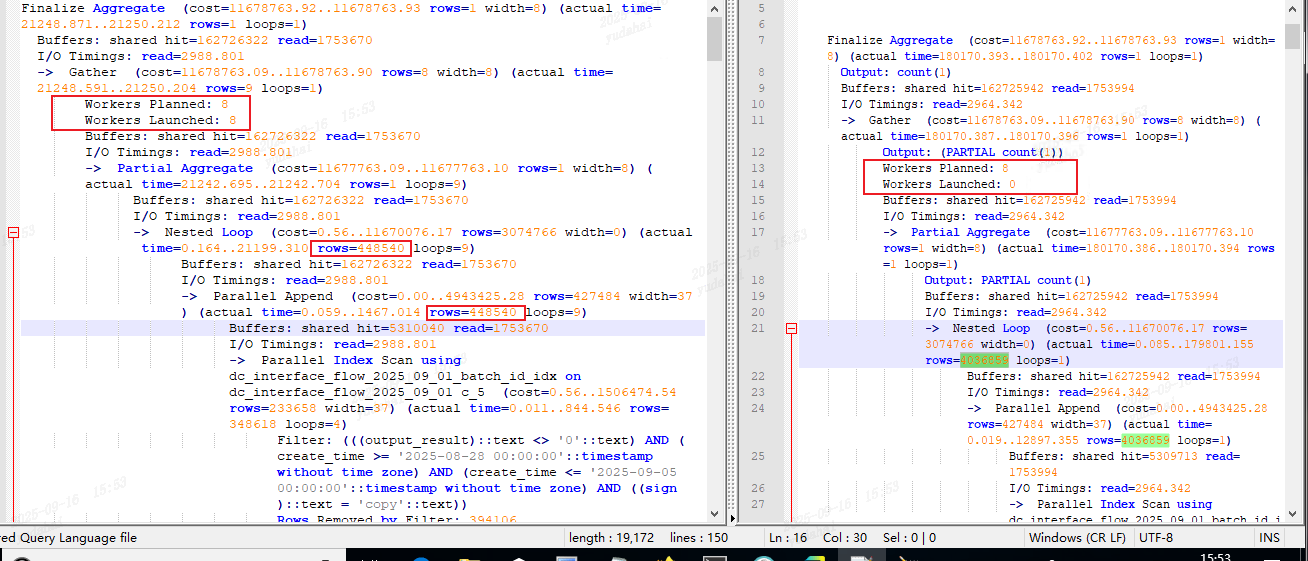 Finalize Aggregate  (cost=11678763.92..11678763.93 rows=1 width=8) (actual time=
21248.871..21250.212 rows=1 loops=1)
Buffers: shared hit=162726322 read=1753670
I/O Timings: read=2988.801
->  Gather  (cost=11678763.09..11678763.90 rows=8 width=8) (actual time=
21248.591..21250.204 rows=9 loops=1)
Workers Planned: 8
Workers Launched: 8
Buffers: shared hit=162726322 read=1753670
I/O Timings: read=2988.801
->  Partial Aggregate  (cost=11677763.09..11677763.10 rows=1 width=8) (
actual time=21242.695..21242.704 rows=1 loops=9)
Buffers: shared hit=162726322 read=1753670
I/O Timings: read=2988.801
->  Nested Loop  (cost=0.56..11670076.17 rows=3074766 width=0) (actual
time=0.164..21199.310 rows=448540 loops=9)
Buffers: shared hit=162726322 read=1753670
I/O Timings: read=2988.801
->  Parallel Append  (cost=0.00..4943425.28 rows=427484 width=37
) (actual time=0.059..1467.014 rows=448540 loops=9)
Buffers: shared hit=5310040 read=1753670
I/O Timings: read=2988.801
->  Parallel Index Scan using
dc_interface_flow_2025_09_01_batch_id_idx on
dc_interface_flow_2025_09_01 c_5  (cost=0.56..1506474.54
rows=233658 width=37) (actual time=0.011..844.546 rows=
348618 loops=4)
Filter: (((output_result)::text <> '0'::text) AND (
create_time >= '2025-08-28 00:00:00'::timestamp
without time zone) AND (create_time <= '2025-09-05
00:00:00'::timestamp without time zone) AND ((sign
)::text = 'copy'::text))
Rows Removed by Filter: 394106
5
6
7 Finalize Aggregate  (cost=11678763.92..11678763.93 rows=1 width=
8) (actual time=180170.393..180170.402 rows=1 loops=1)
8 Output: count(1)
9 Buffers: shared hit=162725942 read=1753994
10 I/O Timings: read=2964.342
11 ->  Gather  (cost=11678763.09..11678763.90 rows=8 width=8) (
actual time=180170.387..180170.396 rows=1 loops=1)
12 Output: (PARTIAL count(1))
13 Workers Planned: 8
14 Workers Launched: 0
15 Buffers: shared hit=162725942 read=1753994
16 I/O Timings: read=2964.342
17 ->  Partial Aggregate  (cost=11677763.09..11677763.10
rows=1 width=8) (actual time=180170.386..180170.394 rows
=1 loops=1)
18 Output: PARTIAL count(1)
19 Buffers: shared hit=162725942 read=1753994
20 I/O Timings: read=2964.342
21 ->  Nested Loop  (cost=0.56..11670076.17 rows=
3074766 width=0) (actual time=0.085..179801.155
rows=4036859 loops=1)
22 Buffers: shared hit=162725942 read=1753994
23 I/O Timings: read=2964.342
24 ->  Parallel Append  (cost=0.00..4943425.28
rows=427484 width=37) (actual time=
0.019..12897.355 rows=4036859 loops=1)
25 Buffers: shared hit=5309713 read=
1753994
26 I/O Timings: read=2964.342
27 ->  Parallel Index Scan using
dc_interface_flow_2025_09_01_batch_id_i
red Query Language file
length : 19,172 lines : 150
Ln : 16 Col : 30 Sel : 0 | 0
Windows (CR LF)
UTF-8
INS
15:53